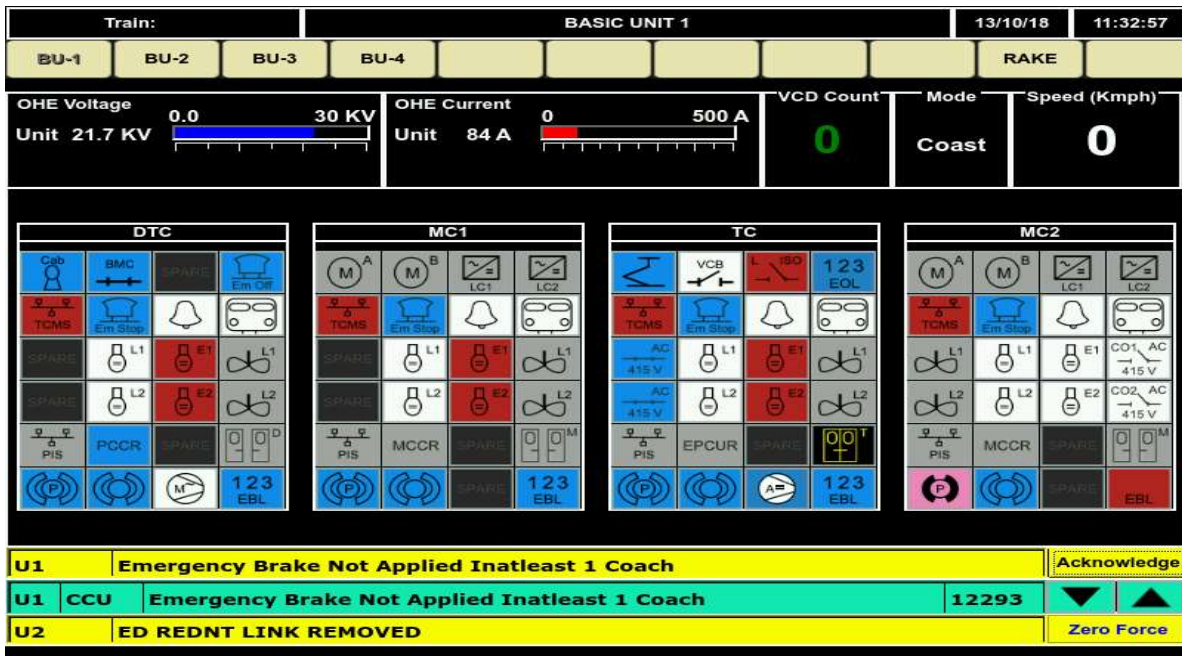 Train: BASIC UNIT 1 13/10/18 11:32:57
BU-1 BU-2 BU-3 BU-4 RAKE
OHE Voltage 0.0 30 KV OHE Current 0 500 A VCD Count Mode Speed (Kmph)
Unit 21.7 KV Unit 84 A 0 Coast 0
DTC MC1 TC MC2
Cab BMC SPARE Em Off M A M B LC1 LC2 VCB L ISO 123 EOL M A M B LC1 LC2
TCMS Em Stop TCMS Em Stop TCMS Em Stop TCMS Em Stop
SPARE L1 E1 L1 SPARE L1 E1 L1 AC 415 V L1 E1 L1 L1 L1 E1 CO1 AC 415 V
SPARE L2 E2 L2 SPARE L2 E2 L2 AC 415 V L2 E2 L2 L2 L2 E2 CO2 AC 415 V
PIS PCCR SPARE D PIS MCCR SPARE M PIS EPCUR SPARE T PIS MCCR SPARE M
P M 123 EBL P SPARE 123 EBL P A= 123 EBL P SPARE EBL
U1 Emergency Brake Not Applied Inatleast 1 Coach Acknowledge
U1 CCU Emergency Brake Not Applied Inatleast 1 Coach 12293
U2 ED REDNT LINK REMOVED Zero Force